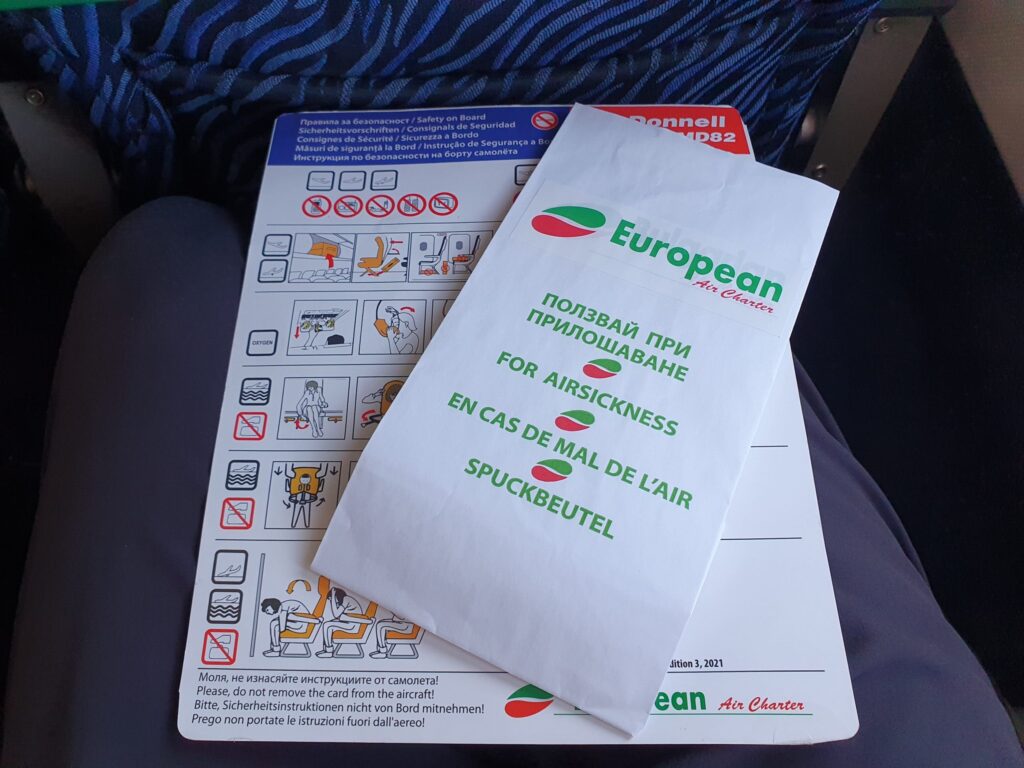 Правила за безопасност / Safety on Board
Sicherheitsvorschriften / Consignals de Seguridad
Consignes de Sécurité / Sicurezza a Bordo
Măsuri de siguranţă la Bord / Instrução de Segurança a Bo
Инструкция по безопасности на борту самолёта
Donnell
MD82
OXYGEN
European
Air Charter
ПОЛЗВАЙ ПРИ
ПРИЛОШАВАНЕ
FOR AIRSICKNESS
EN CAS DE MAL DE L'AIR
SPUCKBEUTEL
dition 3, 2021
Моля, не изнасяйте инструкциите от самолета!
Please, do not remove the card from the aircraft!
Bitte, Sicherheitsinstruktionen nicht von Bord mitnehmen!
Prego non portate le istruzioni fuori dall'aereo!
ean Air Charter